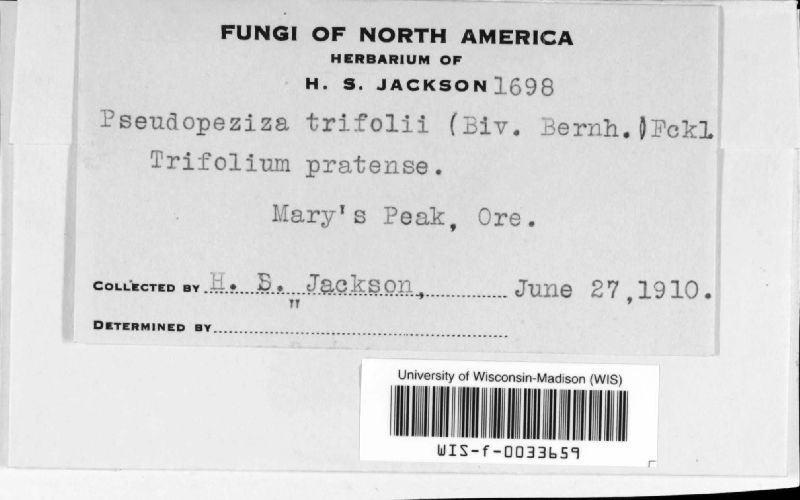 FUNGI OF NORTH AMERICA
HERBARIUM OF
H. S. JACKSON 1698
Pseudopeziza trifolii (Biv. Bernh.) Fckl.
Trifolium pratense.
Mary's Peak, Ore.
COLLECTED BY H. S. Jackson, June 27, 1910.
"
DETERMINED BY
University of Wisconsin-Madison (WIS)
WIS-f-0033659